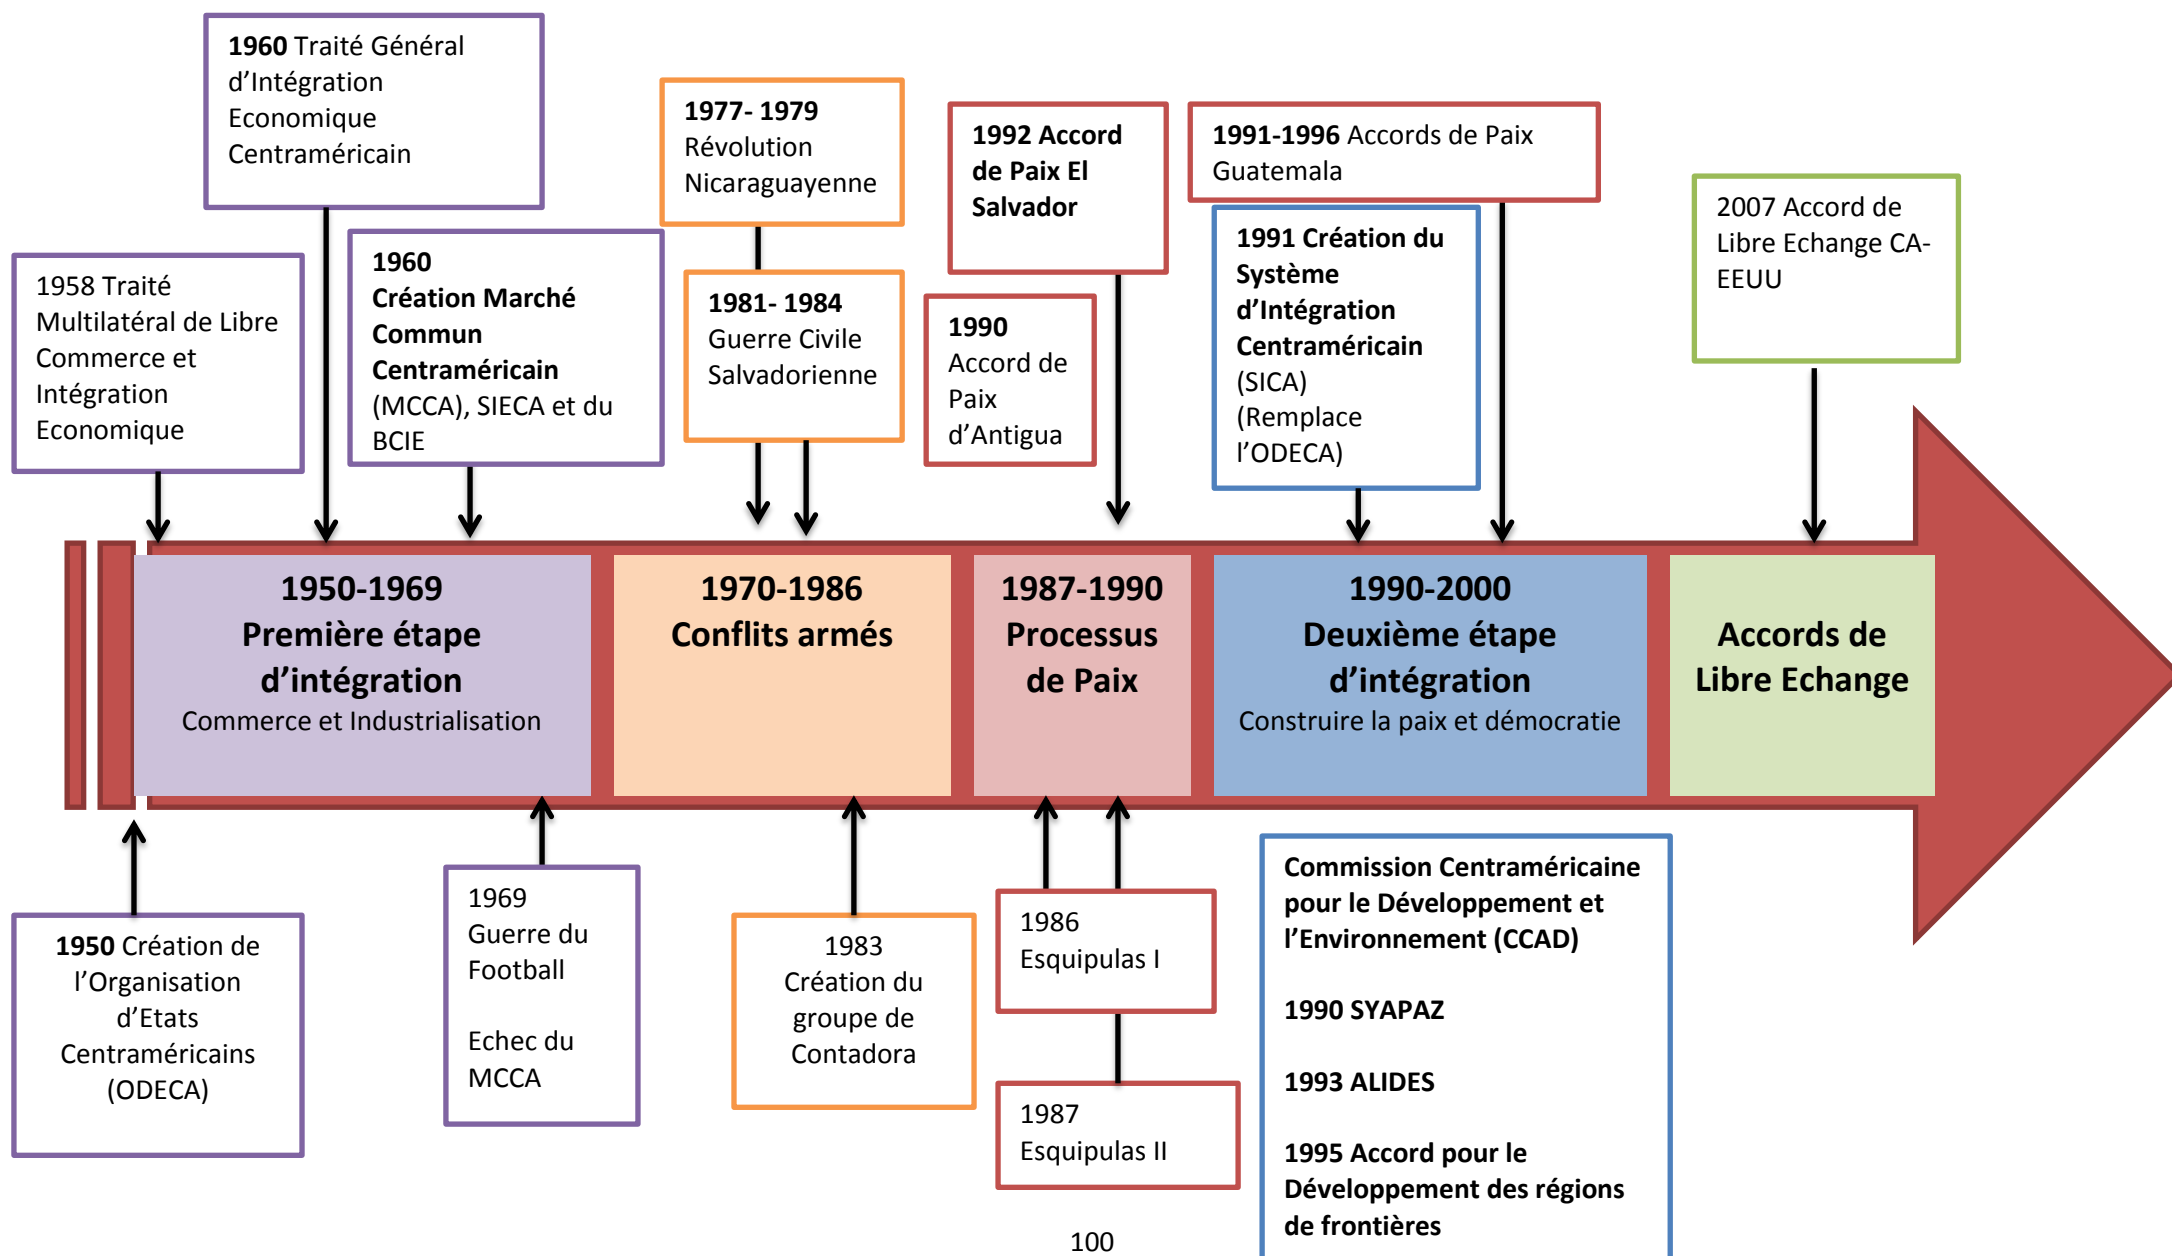 1960 Traité Général
d’Intégration
Economique
Centraméricain
1977- 1979
Révolution
Nicaraguayenne
1992 Accord
de Paix El
Salvador
1991-1996 Accords de Paix
Guatemala
2007 Accord de
Libre Echange CA-
EEUU
1958 Traité
Multilatéral de Libre
Commerce et
Intégration
Economique
1960
Création Marché
Commun
Centraméricain
(MCCA), SIECA et du
BCIE
1981- 1984
Guerre Civile
Salvadorienne
1990
Accord de
Paix
d’Antigua
1991 Création du
Système
d’Intégration
Centraméricain
(SICA)
(Remplace
l’ODECA)
1950-1969
Première étape
d’intégration
Commerce et Industrialisation
1970-1986
Conflits armés
1987-1990
Processus
de Paix
1990-2000
Deuxième étape
d’intégration
Construire la paix et démocratie
Accords de
Libre Echange
1950 Création de
l’Organisation
d’Etats
Centraméricains
(ODECA)
1969
Guerre du
Football
Echec du
MCCA
1983
Création du
groupe de
Contadora
1986
Esquipulas I
1987
Esquipulas II
Commission Centraméricaine
pour le Développement et
l’Environnement (CCAD)
1990 SYAPAZ
1993 ALIDES
1995 Accord pour le
Développement des régions
de frontières
100